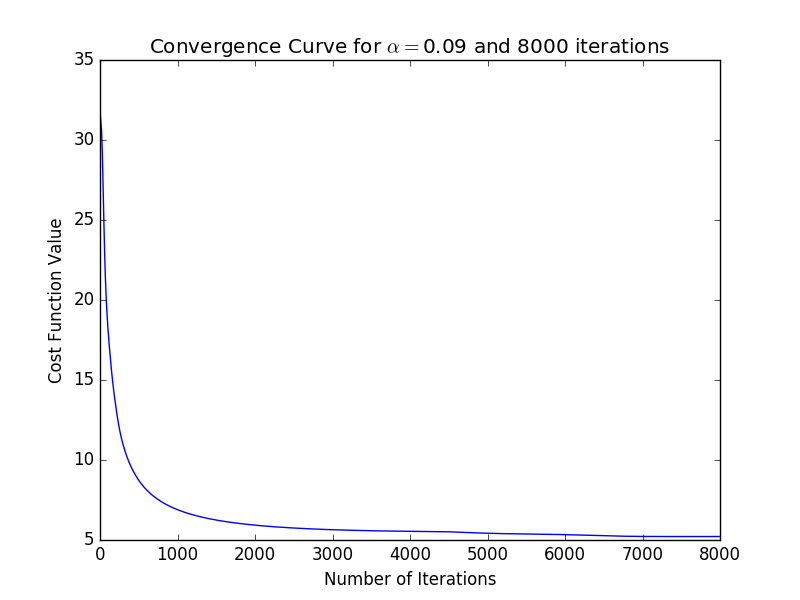 Convergence Curve for α = 0.09 and 8000 iterations
35
30
25
20
15
10
5
Cost Function Value
0 1000 2000 3000 4000 5000 6000 7000 8000
Number of Iterations